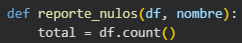 def reporte_nulos(df, nombre):
    total = df.count()